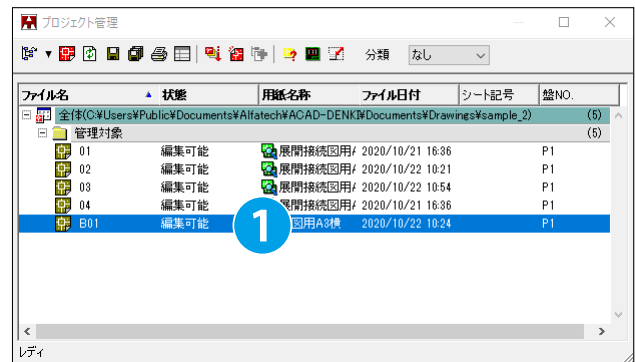 プロジェクト管理
分類 なし
ファイル名 状態 用紙名称 ファイル日付 シート記号 盤NO.
全体(C:¥Users¥Public¥Documents¥Alfatech¥ACAD-DENKI¥Documents¥Drawings¥sample_2) (5)
管理対象 (5)
01 編集可能 展開接続図用A 2020/10/21 16:36 P1
02 編集可能 展開接続図用A 2020/10/22 10:21 P1
03 編集可能 展開接続図用A 2020/10/22 10:54 P1
04 編集可能 展開接続図用A 2020/10/21 16:36 P1
B01 編集可能 1 図用A3横 2020/10/22 10:24 P1
レディ